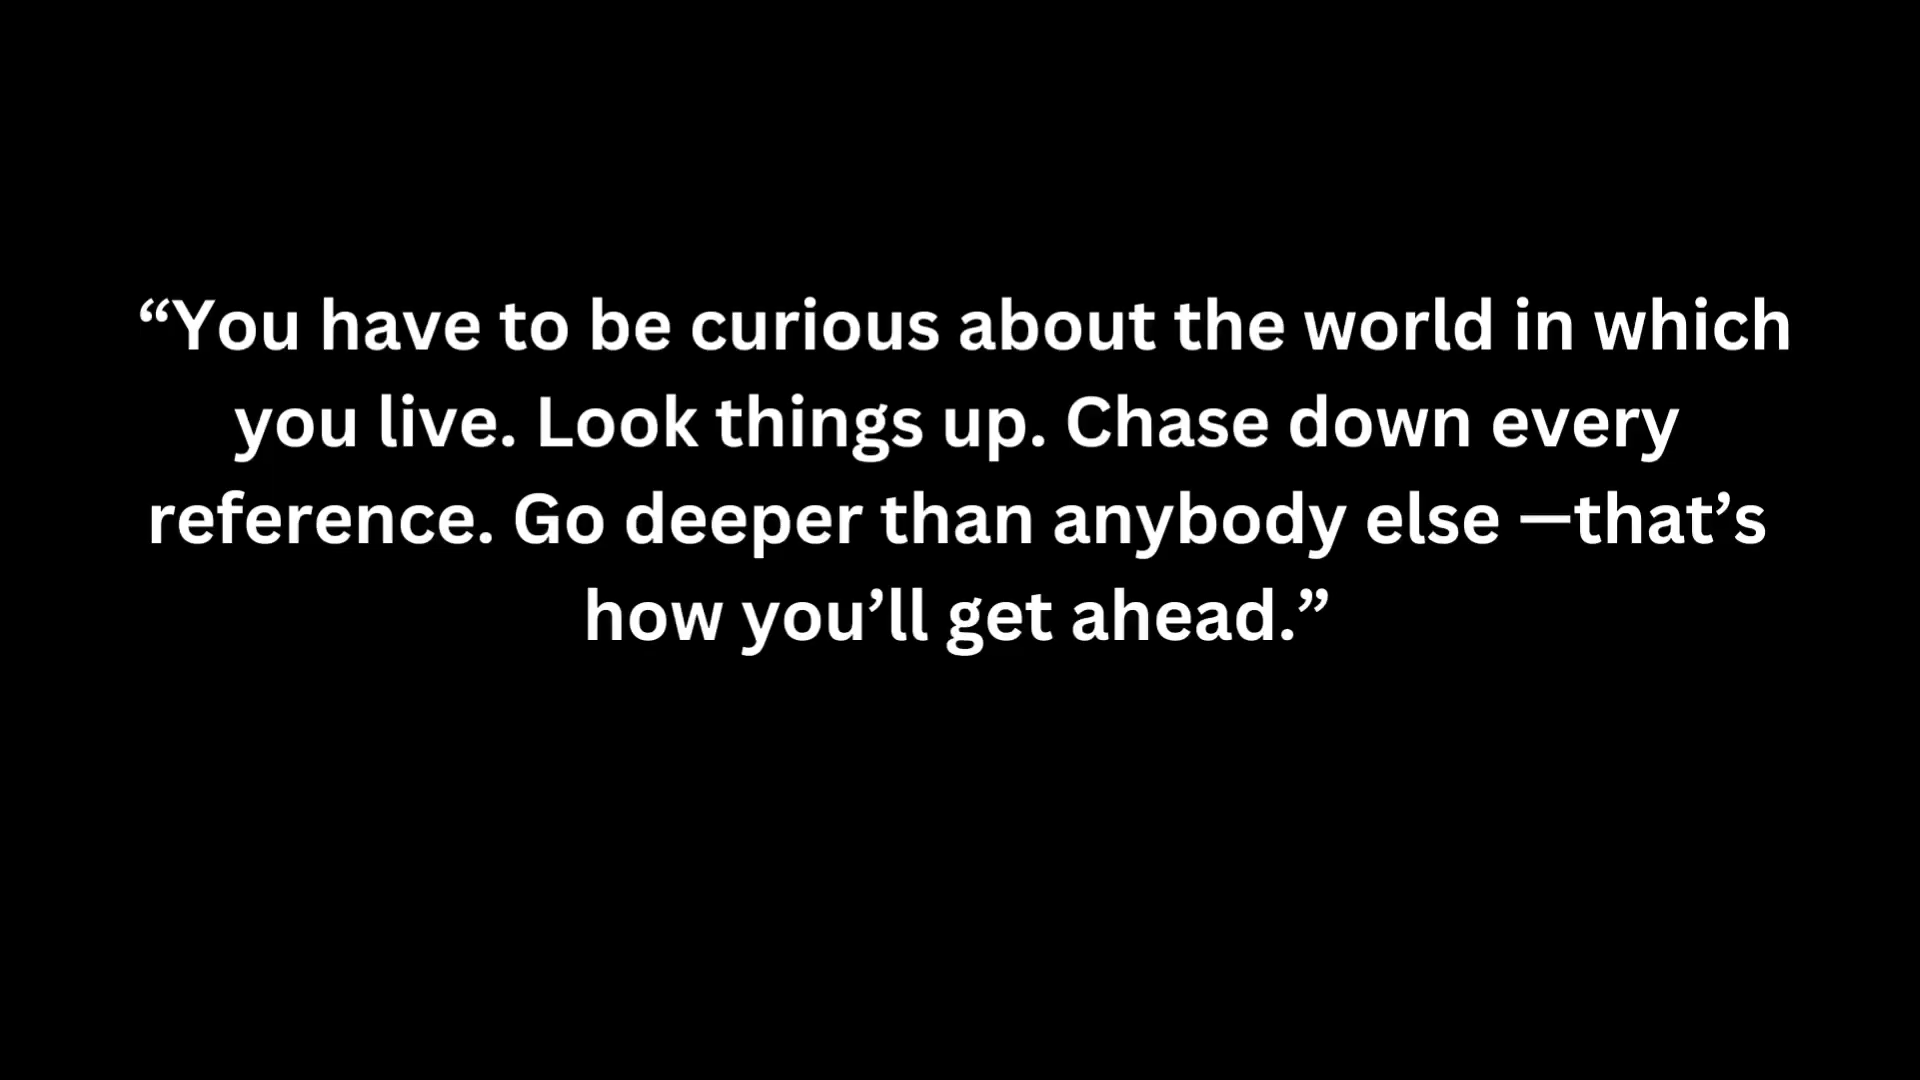 “You have to be curious about the world in which
you live. Look things up. Chase down every
reference. Go deeper than anybody else —that’s
how you’ll get ahead.”